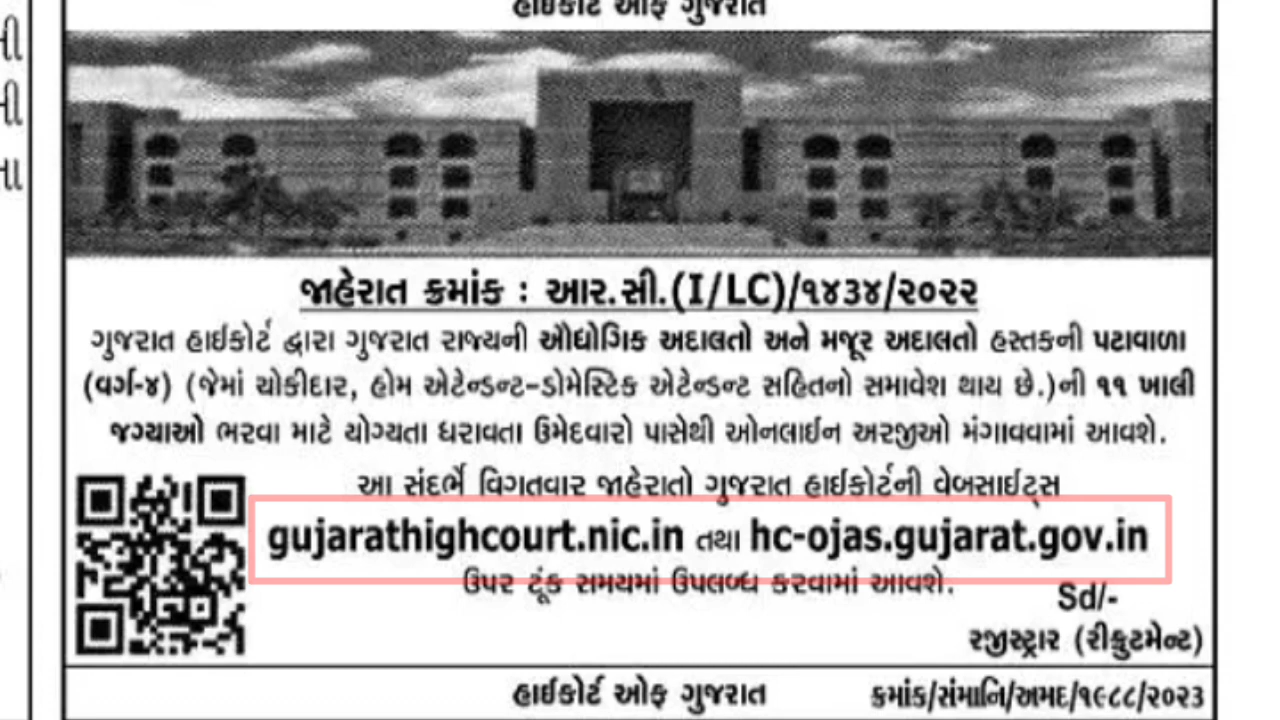 હાઈકોર્ટ ઓફ ગુજરાત
જાહેરાત ક્રમાંક : આર.સી.(I/LC)/૧૪૩૪/૨૦૨૨
ગુજરાત હાઈકોર્ટ દ્વારા ગુજરાત રાજ્યની ઔધોગિક અદાલતો અને મજૂર અદાલતો હસ્તકની પટાવાળા
(વર્ગ-૪) (જેમાં ચોકીદાર, હોમ એટેન્ડન્ટ-ડોમેસ્ટિક એટેન્ડન્ટ સહિતનો સમાવેશ થાય છે.)ની ૧૧ ખાલી
જગ્યાઓ ભરવા માટે યોગ્યતા ધરાવતા ઉમેદવારો પાસેથી ઓનલાઈન અરજીઓ મંગાવવામાં આવશે.
આ સંદર્ભે વિગતવાર જાહેરાતો ગુજરાત હાઈકોર્ટની વેબસાઈટ્સ
gujarathighcourt.nic.in તથા hc-ojas.gujarat.gov.in
ઉપર ટૂંક સમયમાં ઉપલબ્ધ કરવામાં આવશે.
Sd/-
રજીસ્ટ્રાર (રીક્રુટમેન્ટ)
હાઈકોર્ટ ઓફ ગુજરાત ક્રમાંક/સંમાનિ/અમદ/૧૯૮૮/૨૦૨૩